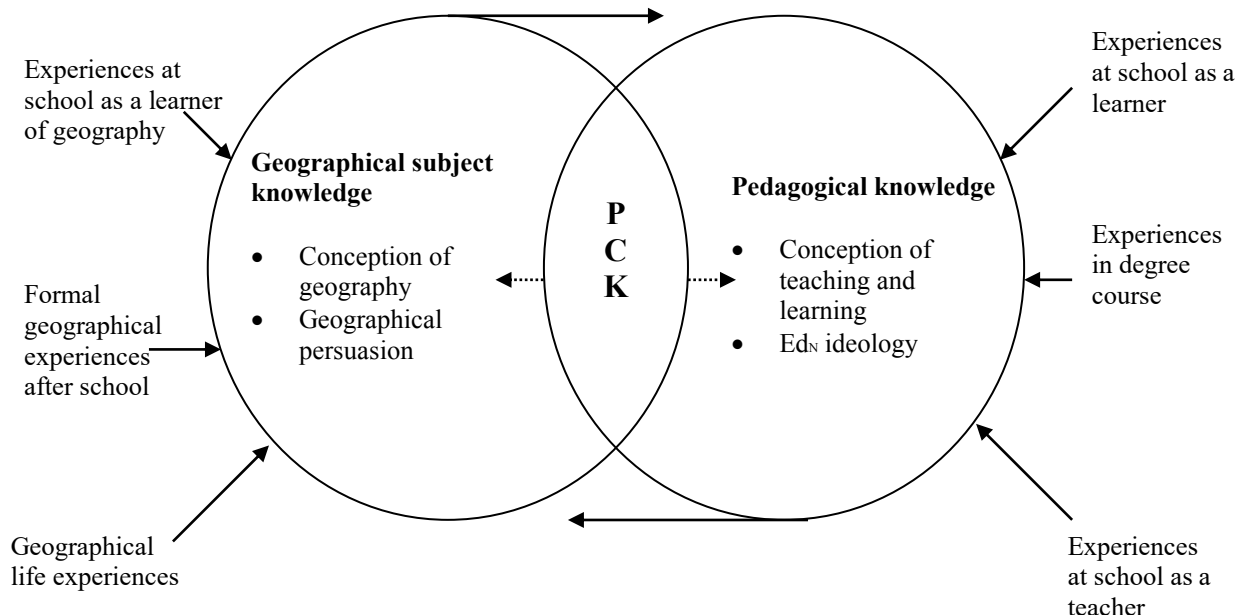 Experiences at
school as a learner
of geography
Formal
geographical
experiences
after school
Geographical
life experiences
Geographical subject
knowledge
• Conception of
geography
• Geographical
persuasion
P
C
K
Pedagogical knowledge
• Conception of
teaching and
learning
• EdN ideology
Experiences
at school as a
learner
Experiences
in degree
course
Experiences
at school as a
teacher